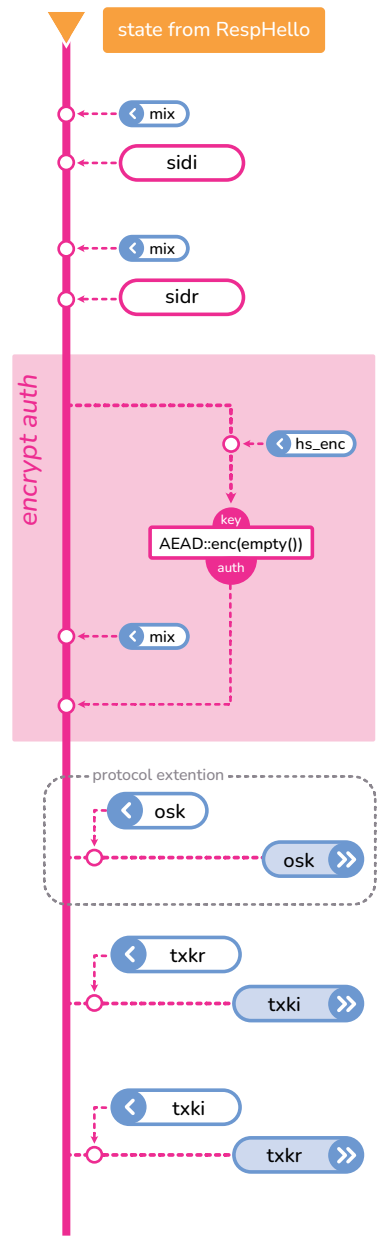 state from RespHello
mix
sidi
mix
sidr
encrypt auth
hs_enc
key
AEAD::enc(empty())
auth
mix
protocol extention
osk
osk
txkr
txki
txki
txkr